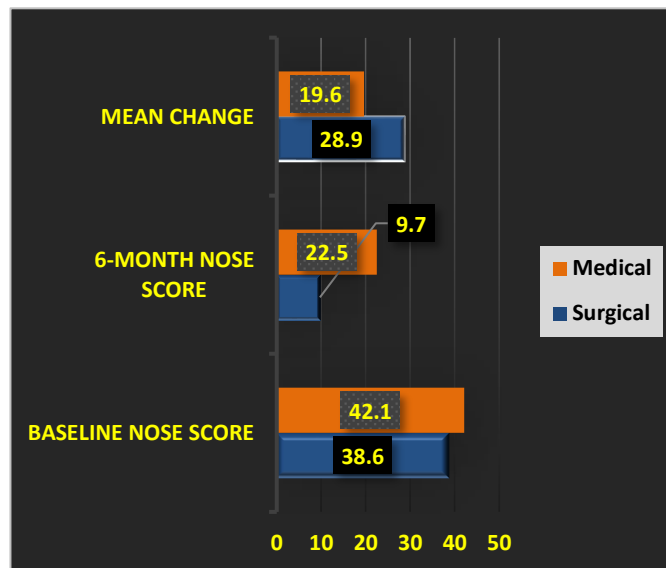 MEAN CHANGE
19.6
28.9
6-MONTH NOSE
SCORE
9.7
22.5
BASELINE NOSE SCORE
42.1
38.6
0 10 20 30 40 50
Medical
Surgical